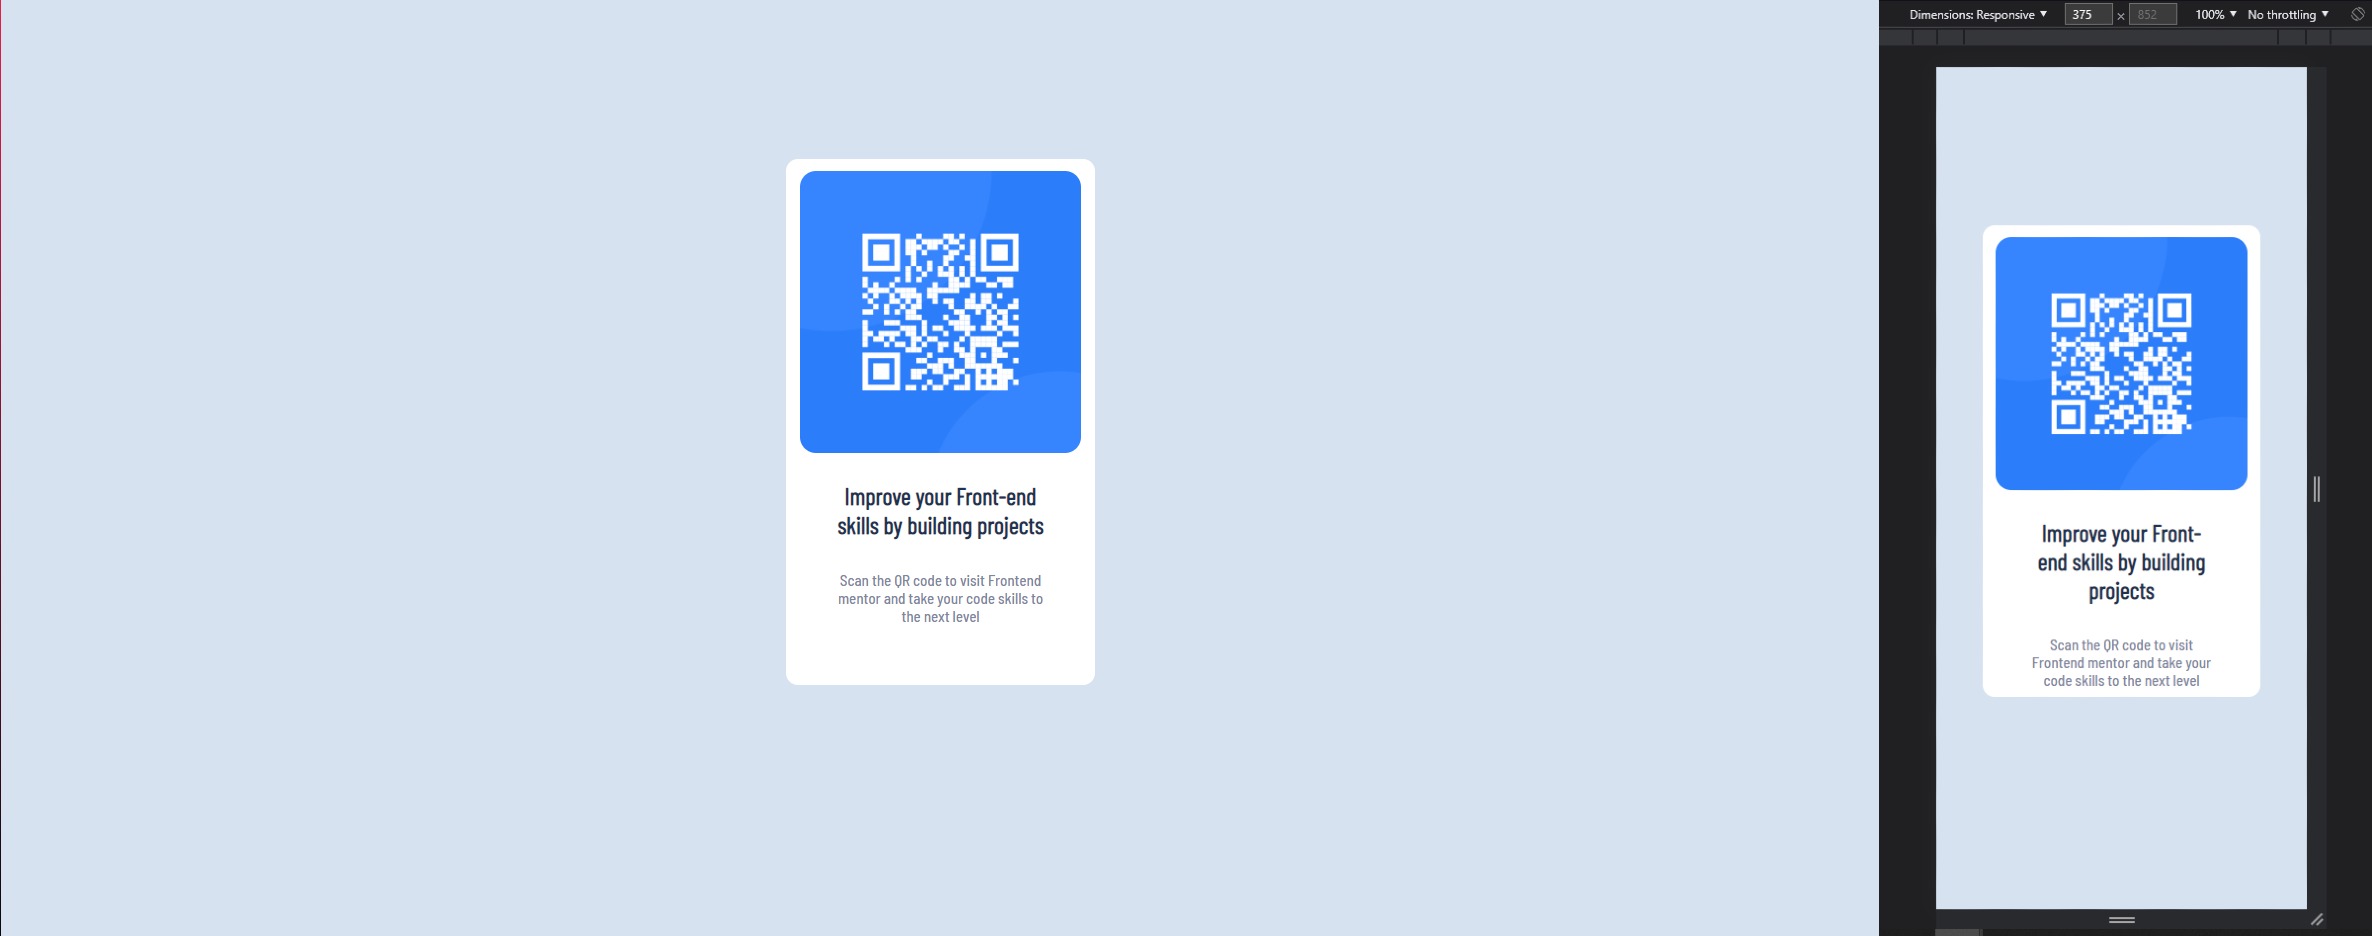 Dimensions: Responsive 375 × 852 100% No throttling
Improve your Front-end
skills by building projects
Scan the QR code to visit Frontend
mentor and take your code skills to
the next level
Improve your Front-
end skills by building
projects
Scan the QR code to visit
Frontend mentor and take your
code skills to the next level